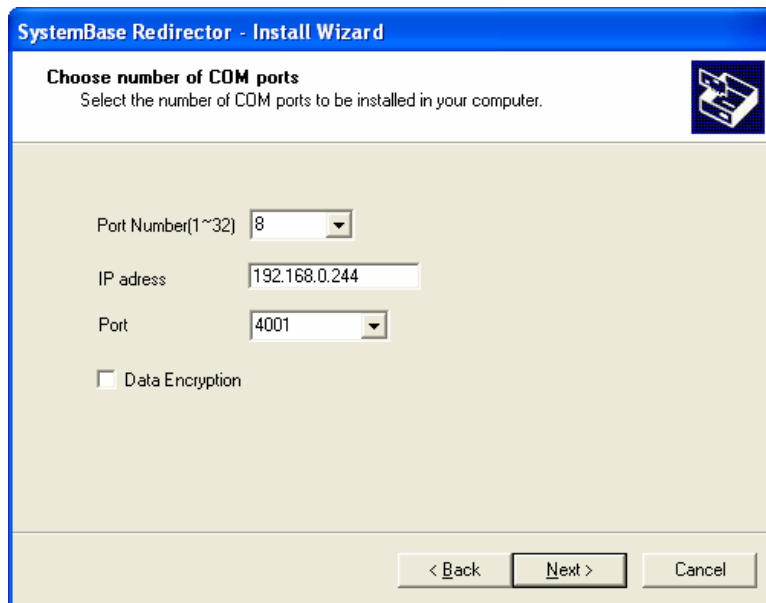 SystemBase Redirector - Install Wizard
Choose number of COM ports
Select the number of COM ports to be installed in your computer.
Port Number(1~32) 8
IP adress 192.168.0.244
Port 4001
Data Encryption
< Back Next > Cancel